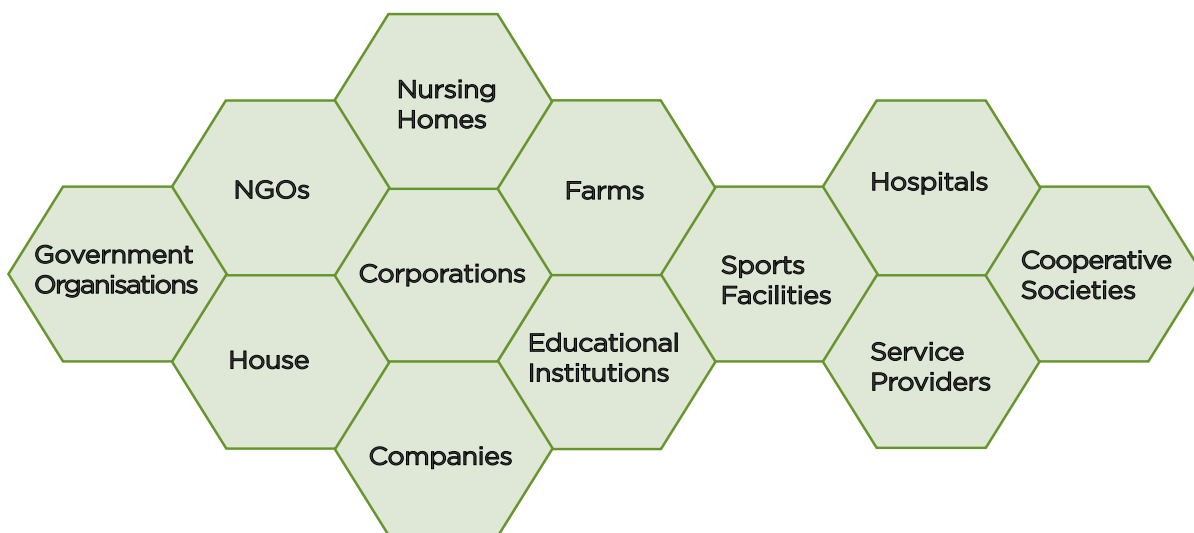 Nursing
Homes
NGOs
Farms
Hospitals
Government
Organisations
Corporations
Sports
Facilities
Cooperative
Societies
House
Educational
Institutions
Service
Providers
Companies